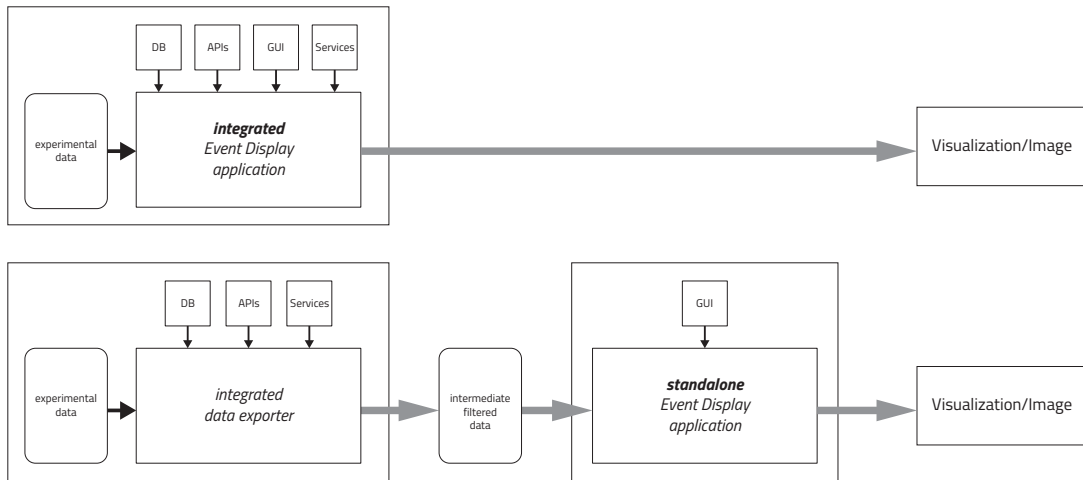 DB
APIs
GUI
Services
experimental
data
integrated
Event Display
application
Visualization/Image
DB
APIs
Services
GUI
experimental
data
integrated
data exporter
intermediate
filtered
data
standalone
Event Display
application
Visualization/Image